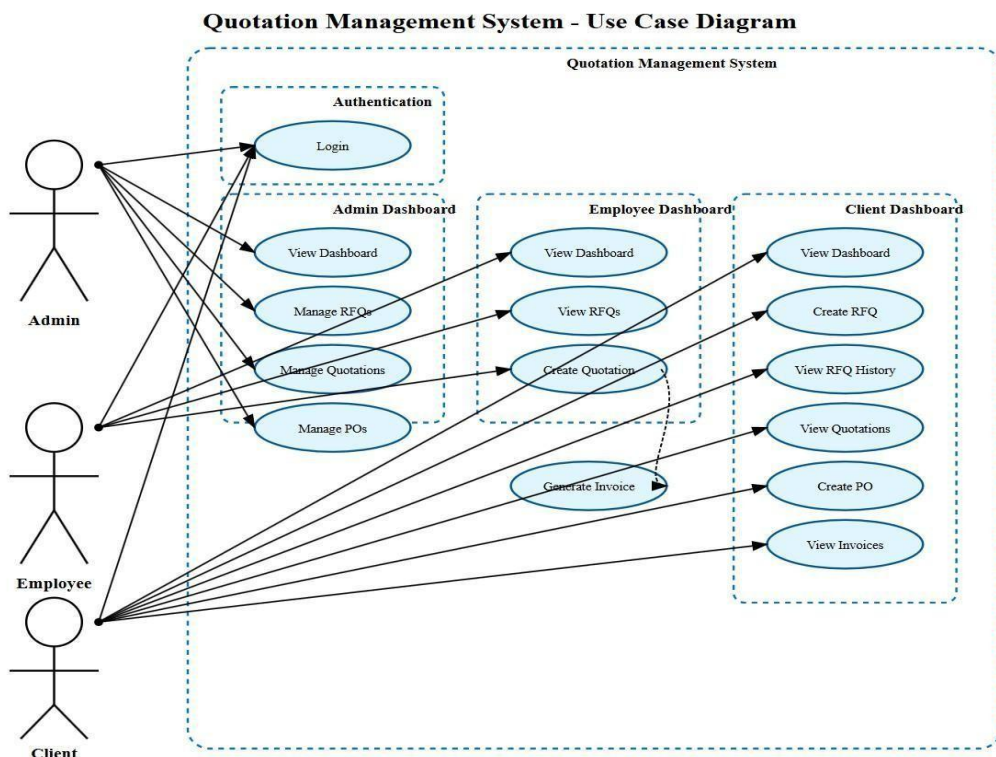 Quotation Management System - Use Case Diagram
Quotation Management System
Authentication
Login
Admin Dashboard
View Dashboard
Manage RFQs
Manage Quotations
Manage POs
Employee Dashboard
View Dashboard
View RFQs
Create Quotation
Generate Invoice
Client Dashboard
View Dashboard
Create RFQ
View RFQ History
View Quotations
Create PO
View Invoices
Admin
Employee
Client